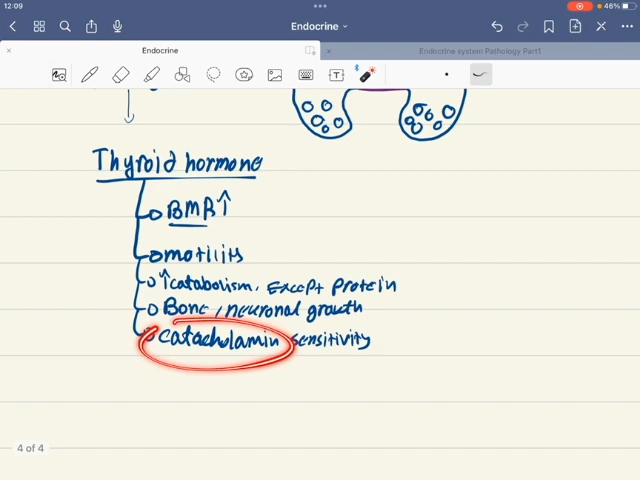 12:09
46%
Endocrine
Endocrine
Endocrine system Pathology Part1
Thyroid hormone
BMR↑
motility
↑catabolism, Except protein
Bone, neuronal growth
catacholamin sensitivity
4 of 4